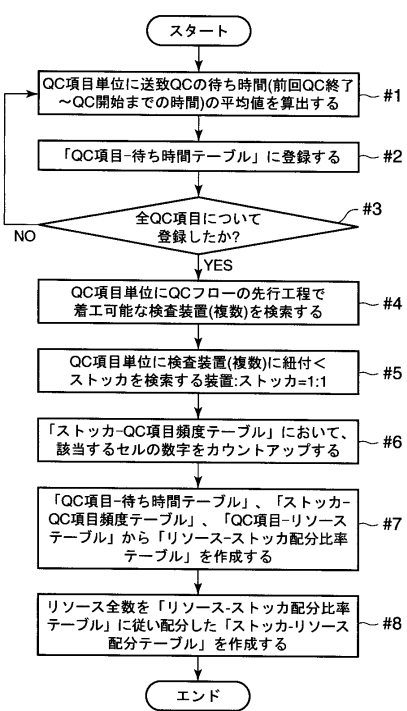 スタート
QC項目単位に送致QCの待ち時間(前回QC終了
～QC開始までの時間)の平均値を算出する
#1
「QC項目-待ち時間テーブル」に登録する
#2
全QC項目について
登録したか?
#3
NO
YES
QC項目単位にQCフローの先行工程で
着工可能な検査装置(複数)を検索する
#4
QC項目単位に検査装置(複数)に紐付く
ストッカを検索する装置:ストッカ=1:1
#5
「ストッカ-QC項目頻度テーブル」において、
該当するセルの数字をカウントアップする
#6
「QC項目-待ち時間テーブル」、「ストッカ-
QC項目頻度テーブル」、「QC項目-リソース
テーブル」から「リソース-ストッカ配分比率
テーブル」を作成する
#7
リソース全数を「リソース-ストッカ配分比率
テーブル」に従い配分した「ストッカ-リソース
配分テーブル」を作成する
#8
エンド